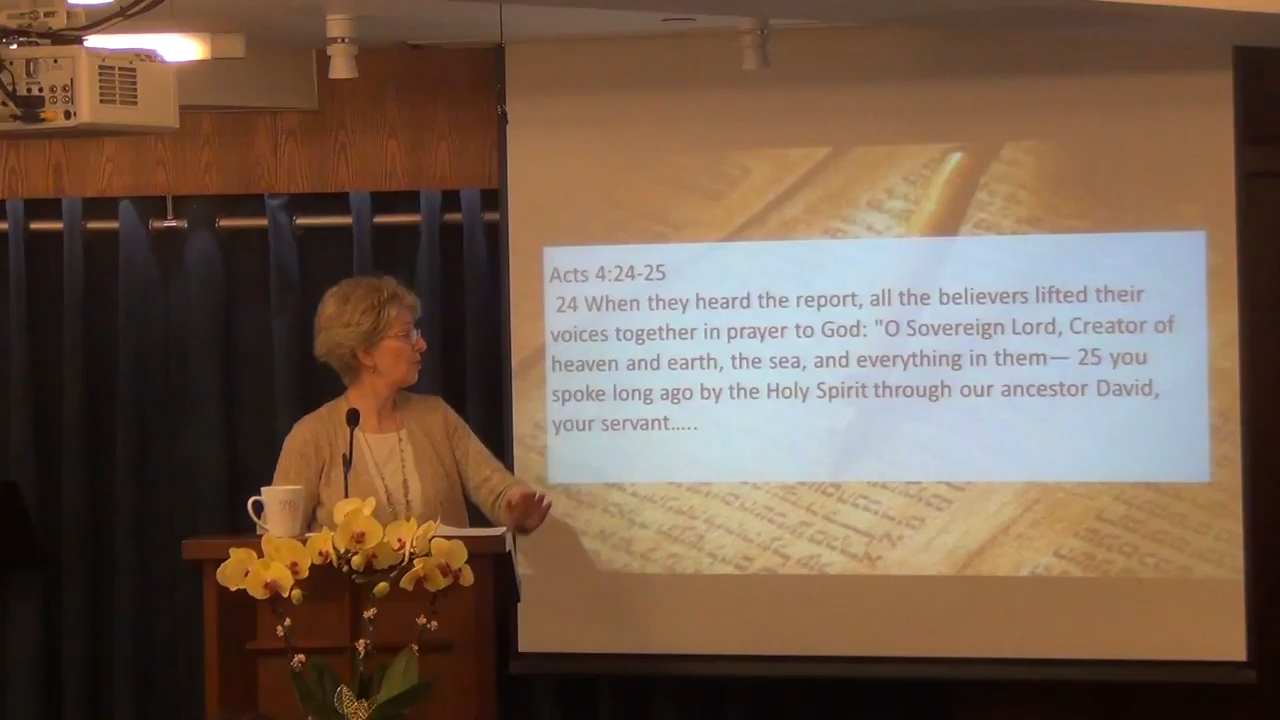 Acts 4:24-25
24 When they heard the report, all the believers lifted their
voices together in prayer to God: "O Sovereign Lord, Creator of
heaven and earth, the sea, and everything in them— 25 you
spoke long ago by the Holy Spirit through our ancestor David,
your servant.....